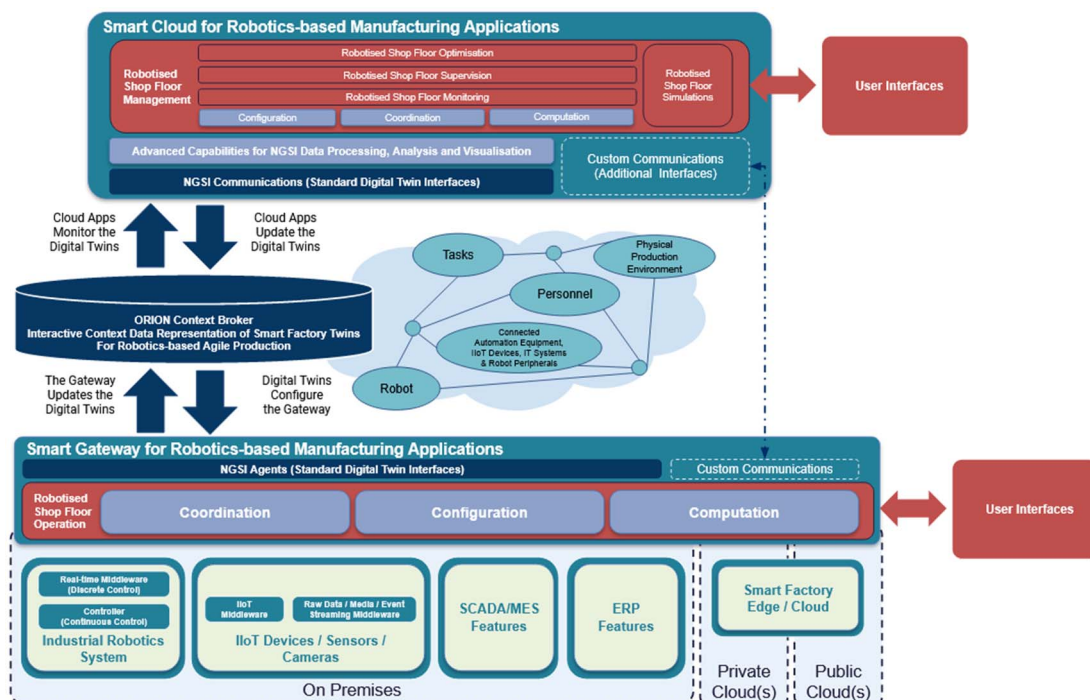 Smart Cloud for Robotics-based Manufacturing Applications
Robotised
Shop Floor
Management
Robotised Shop Floor Optimisation
Robotised Shop Floor Supervision
Robotised Shop Floor Monitoring
Configuration
Coordination
Computation
Robotised
Shop Floor
Simulations
User Interfaces
Advanced Capabilities for NGSI Data Processing, Analysis and Visualisation
NGSI Communications (Standard Digital Twin Interfaces)
Custom Communications
(Additional Interfaces)
Cloud Apps
Monitor the
Digital Twins
Cloud Apps
Update the
Digital Twins
ORION Context Broker
Interactive Context Data Representation of Smart Factory Twins
For Robotics-based Agile Production
Tasks
Physical
Production
Environment
Personnel
Connected
Automation Equipment,
IIoT Devices, IT Systems
& Robot Peripherals
Robot
The Gateway
Updates the
Digital Twins
Digital Twins
Configure
the Gateway
Smart Gateway for Robotics-based Manufacturing Applications
NGSI Agents (Standard Digital Twin Interfaces)
Custom Communications
Robotised
Shop Floor
Operation
Coordination
Configuration
Computation
User Interfaces
Real-time Middleware
(Discrete Control)
Controller
(Continuous Control)
Industrial Robotics
System
IIoT
Middleware
Raw Data / Media / Event
Streaming Middleware
IIoT Devices / Sensors /
Cameras
SCADA/MES
Features
ERP
Features
Smart Factory
Edge / Cloud
On Premises
Private
Cloud(s)
Public
Cloud(s)